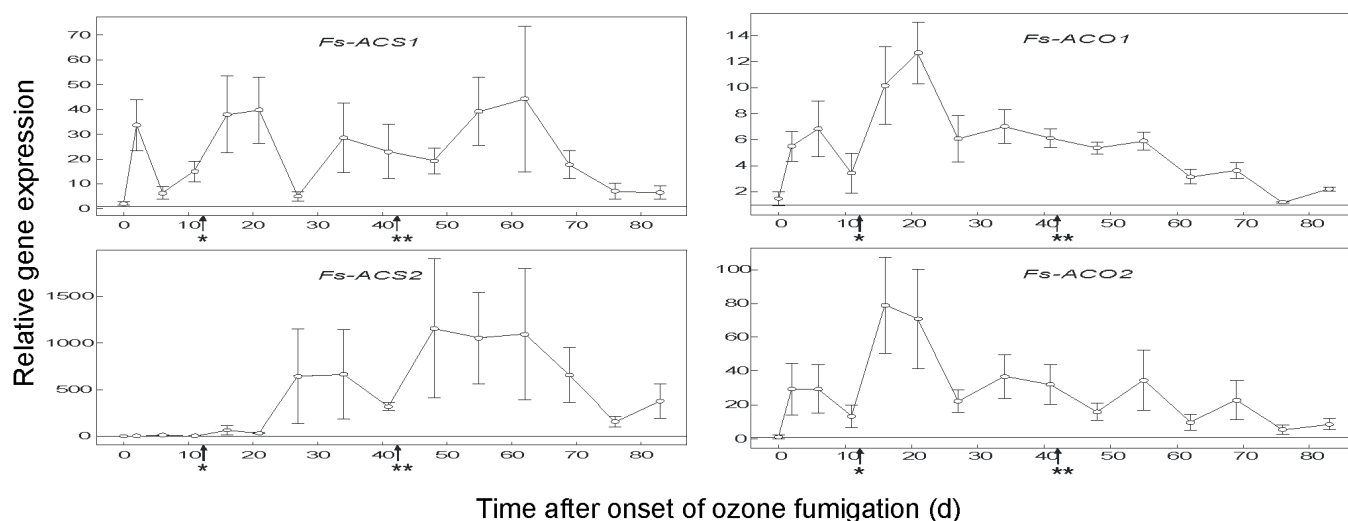 Relative gene expression
Fs-ACS1
70
60
50
40
30
20
10
0
0 10 20 30 40 50 60 70 80
* **
Fs-ACO1
14
12
10
8
6
4
2
0 10 20 30 40 50 60 70 80
* **
Fs-ACS2
1500
1000
500
0
0 10 20 30 40 50 60 70 80
* **
Fs-ACO2
100
80
60
40
20
0
0 10 20 30 40 50 60 70 80
* **
Time after onset of ozone fumigation (d)